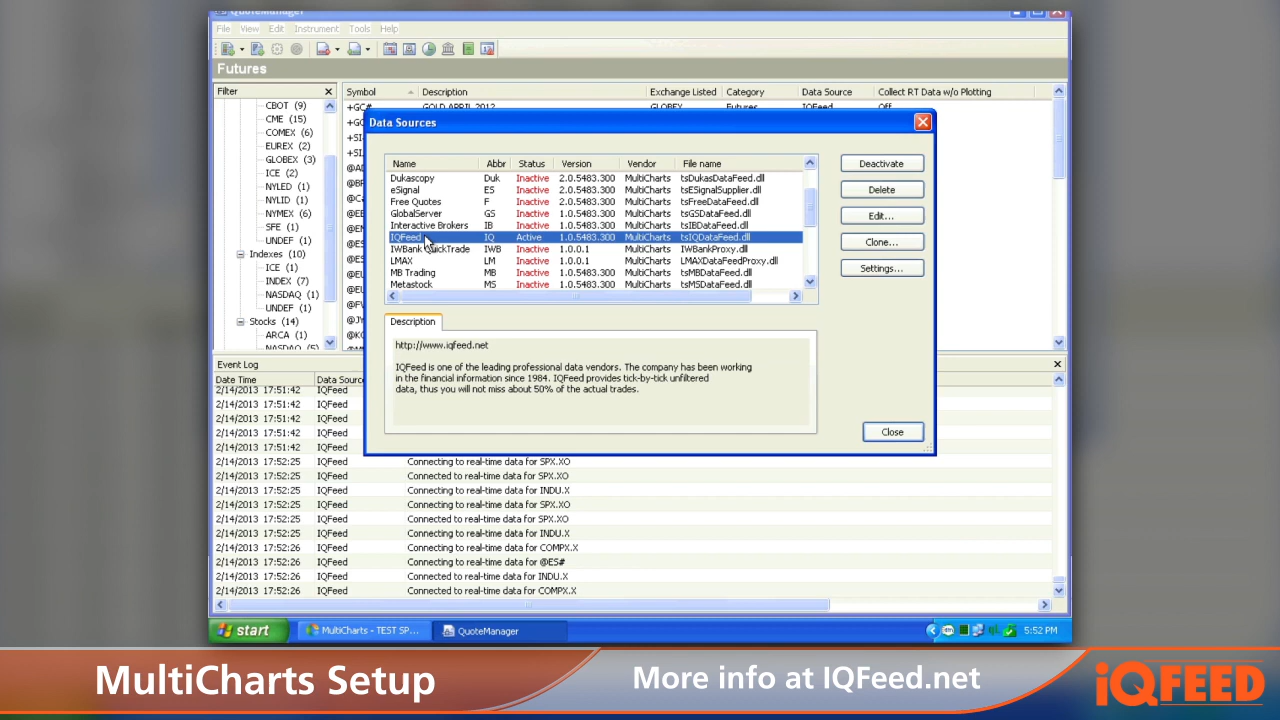 QuoteManager
File View Edit Instrument Tools Help
Futures
Filter
CBOT (9)
CME (15)
COMEX (6)
EUREX (2)
GLOBEX (3)
ICE (2)
NYLED (1)
NYLID (1)
NYMEX (6)
SFE (1)
UNDEF (1)
Indexes (10)
ICE (1)
INDEX (7)
NASDAQ (1)
UNDEF (1)
Stocks (14)
ARCA (1)
NASDAQ (5)
Symbol Description Exchange Listed Category Data Source Collect RT Data w/o Plotting
+GC# GOLD APRIL 2012 GLOBEX Futures IQFeed Off
Data Sources
Name Abbr Status Version Vendor File name
Dukascopy Duk Inactive 2.0.5483.300 MultiCharts tsDukasDataFeed.dll
eSignal ES Inactive 1.0.5483.300 MultiCharts tsESignalSupplier.dll
Free Quotes F Inactive 1.0.5483.300 MultiCharts tsFreeDataFeed.dll
GlobalServer GS Inactive 1.0.5483.300 MultiCharts tsGSDataFeed.dll
Interactive Brokers IB Inactive 1.0.5483.300 MultiCharts tsIBDataFeed.dll
IQFeed IQ Active 1.0.5483.300 MultiCharts tsIQDataFeed.dll
IWBank QuickTrade IWB Inactive 1.0.0.1 MultiCharts IWBankProxy.dll
LMAX LM Inactive 1.0.0.1 MultiCharts LMAXDataFeedProxy.dll
MB Trading MB Inactive 1.0.5483.300 MultiCharts tsMBDataFeed.dll
Metastock MS Inactive 1.0.5483.300 MultiCharts tsMSDataFeed.dll
Deactivate
Delete
Edit...
Clone...
Settings...
Description
http://www.iqfeed.net
IQFeed is one of the leading professional data vendors. The company has been working
in the financial information since 1984. IQFeed provides tick-by-tick unfiltered
data, thus you will not miss about 50% of the actual trades.
Close
Event Log
Date Time Data Sourc
2/14/2013 17:51:42 IQFeed
2/14/2013 17:51:42 IQFeed
2/14/2013 17:51:42 IQFeed
2/14/2013 17:51:42 IQFeed
2/14/2013 17:51:42 IQFeed
2/14/2013 17:52:25 IQFeed Connecting to real-time data for SPX.XO
2/14/2013 17:52:25 IQFeed Connected to real-time data for SPX.XO
2/14/2013 17:52:25 IQFeed Connecting to real-time data for INDU.X
2/14/2013 17:52:25 IQFeed Connecting to real-time data for SPX.XO
2/14/2013 17:52:25 IQFeed Connected to real-time data for SPX.XO
2/14/2013 17:52:25 IQFeed Connecting to real-time data for INDU.X
2/14/2013 17:52:26 IQFeed Connecting to real-time data for COMPX.X
2/14/2013 17:52:26 IQFeed Connecting to real-time data for @ES#
2/14/2013 17:52:26 IQFeed Connected to real-time data for INDU.X
2/14/2013 17:52:26 IQFeed Connected to real-time data for COMPX.X
start MultiCharts - TEST SP... QuoteManager 5:52 PM
MultiCharts Setup
More info at IQFeed.net
iQFEED